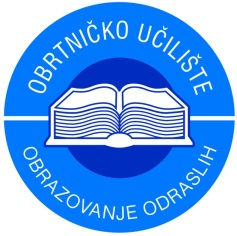 OBRTNIČKO UČILIŠTE
OBRAZOVANJE ODRASLIH